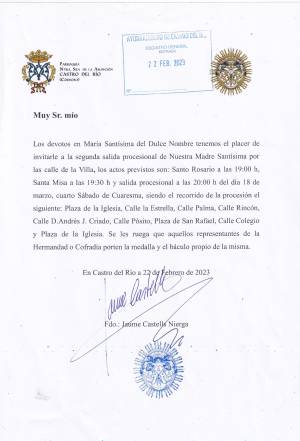 PARROQUIA
NTRA. SRA. DE LA ASUNCIÓN
CASTRO DEL RÍO
(CÓRDOBA)
REGISTRO GENERAL
ENTRADA
22 FEB. 2023
Nº
Muy Sr. mío
Los devotos en María Santísima del Dulce Nombre tenemos el placer de
invitarle a la segunda salida procesional de Nuestra Madre Santísima por
las calle de la Villa, los actos previstos son: Santo Rosario a las 19:00 h,
Santa Misa a las 19:30 h y salida procesional a las 20:00 h del día 18 de
marzo, cuarto Sábado de Cuaresma, siendo el recorrido de la procesión el
siguiente: Plaza de la Iglesia, Calle la Estrella, Calle Palma, Calle Rincón,
Calle D.Andrés J. Criado, Calle Pósito, Plaza de San Rafael, Calle Colegio
y Plaza de la Iglesia. Se les ruega que aquellos representantes de la
Hermandad o Cofradía porten la medalla y el báculo propio de la misma.
En Castro del Río a 22 de Febrero de 2023
Jaume Castells
Fdo.: Jaume Castells Nierga